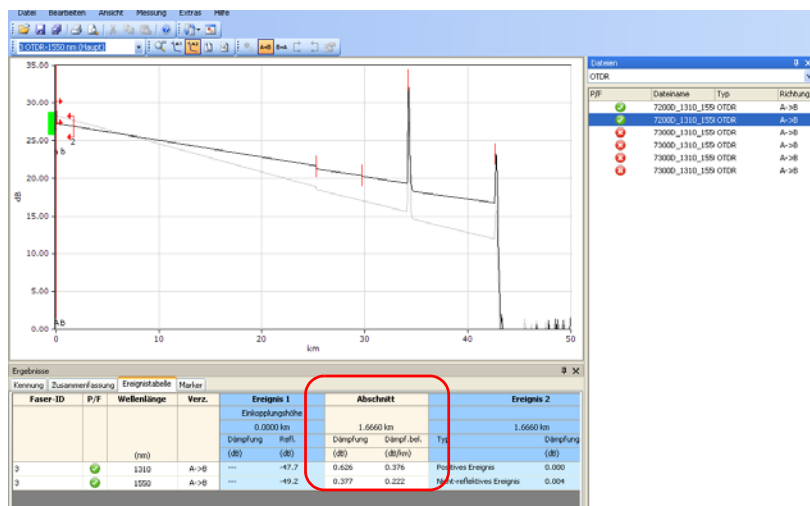 Datei Bearbeiten Ansicht Messung Extras Hilfe
3:OTDR-1550 nm (Haupt)
A→B B→A
35.00
30.00
25.00
20.00
15.00
10.00
5.00
0.00
dB
a b
2
A B
0 10 20 30 40 50
km
Dateien
OTDR
P/F Dateiname Typ Richtung
7200D_1310_155 OTDR A->B
7200D_1310_155 OTDR A->B
7300D_1310_155 OTDR A->B
7300D_1310_155 OTDR A->B
7300D_1310_155 OTDR A->B
7300D_1310_155 OTDR A->B
Ergebnisse
Kennung Zusammenfassung Ereignistabelle Marker
Faser-ID P/F Wellenlänge Verz. Ereignis 1 Abschnitt Ereignis 2
Einkopplungshöhe
0.0000 km 1.6660 km 1.6660 km
Dämpfung Refl. Dämpfung Dämpf.bel. Typ Dämpfung
(nm) (dB) (dB) (dB) (dB/km) (dB)
3 1310 A->B --- -47.7 0.626 0.376 Positives Ereignis 0.000
3 1550 A->B --- -49.2 0.377 0.222 Nicht-reflektives Ereignis 0.004